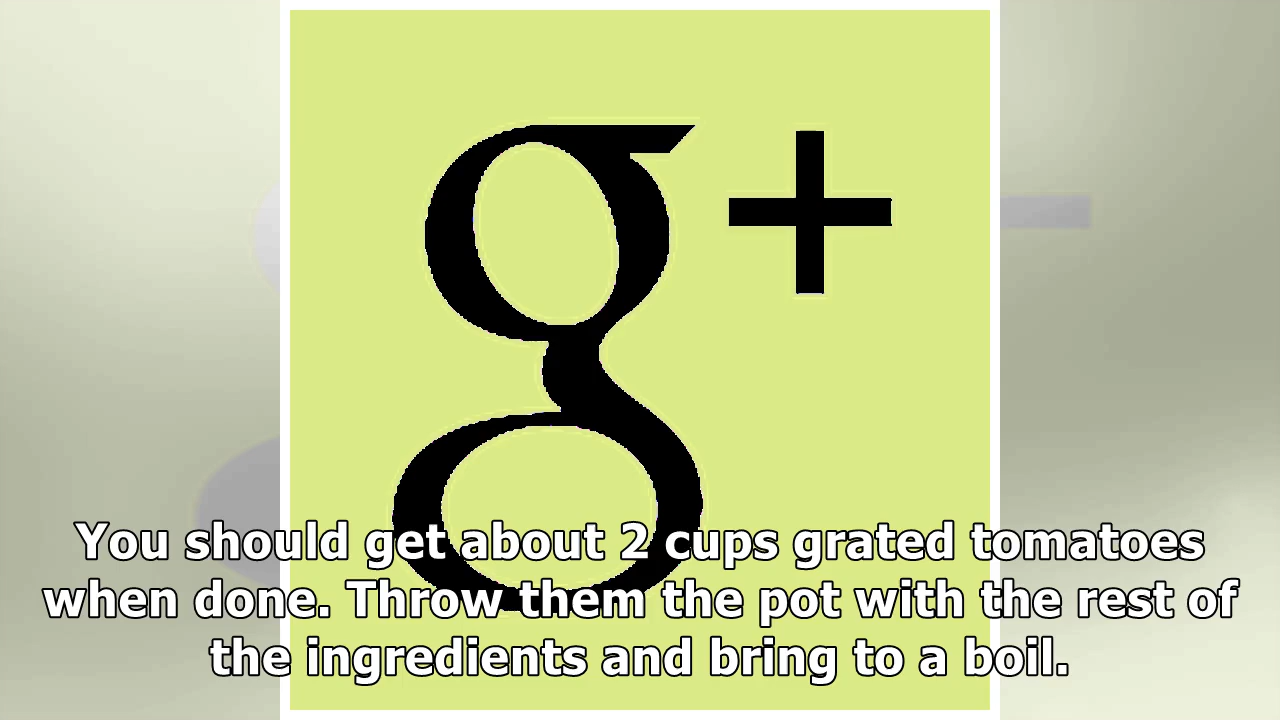 g+
You should get about 2 cups grated tomatoes
when done. Throw them the pot with the rest of
the ingredients and bring to a boil.